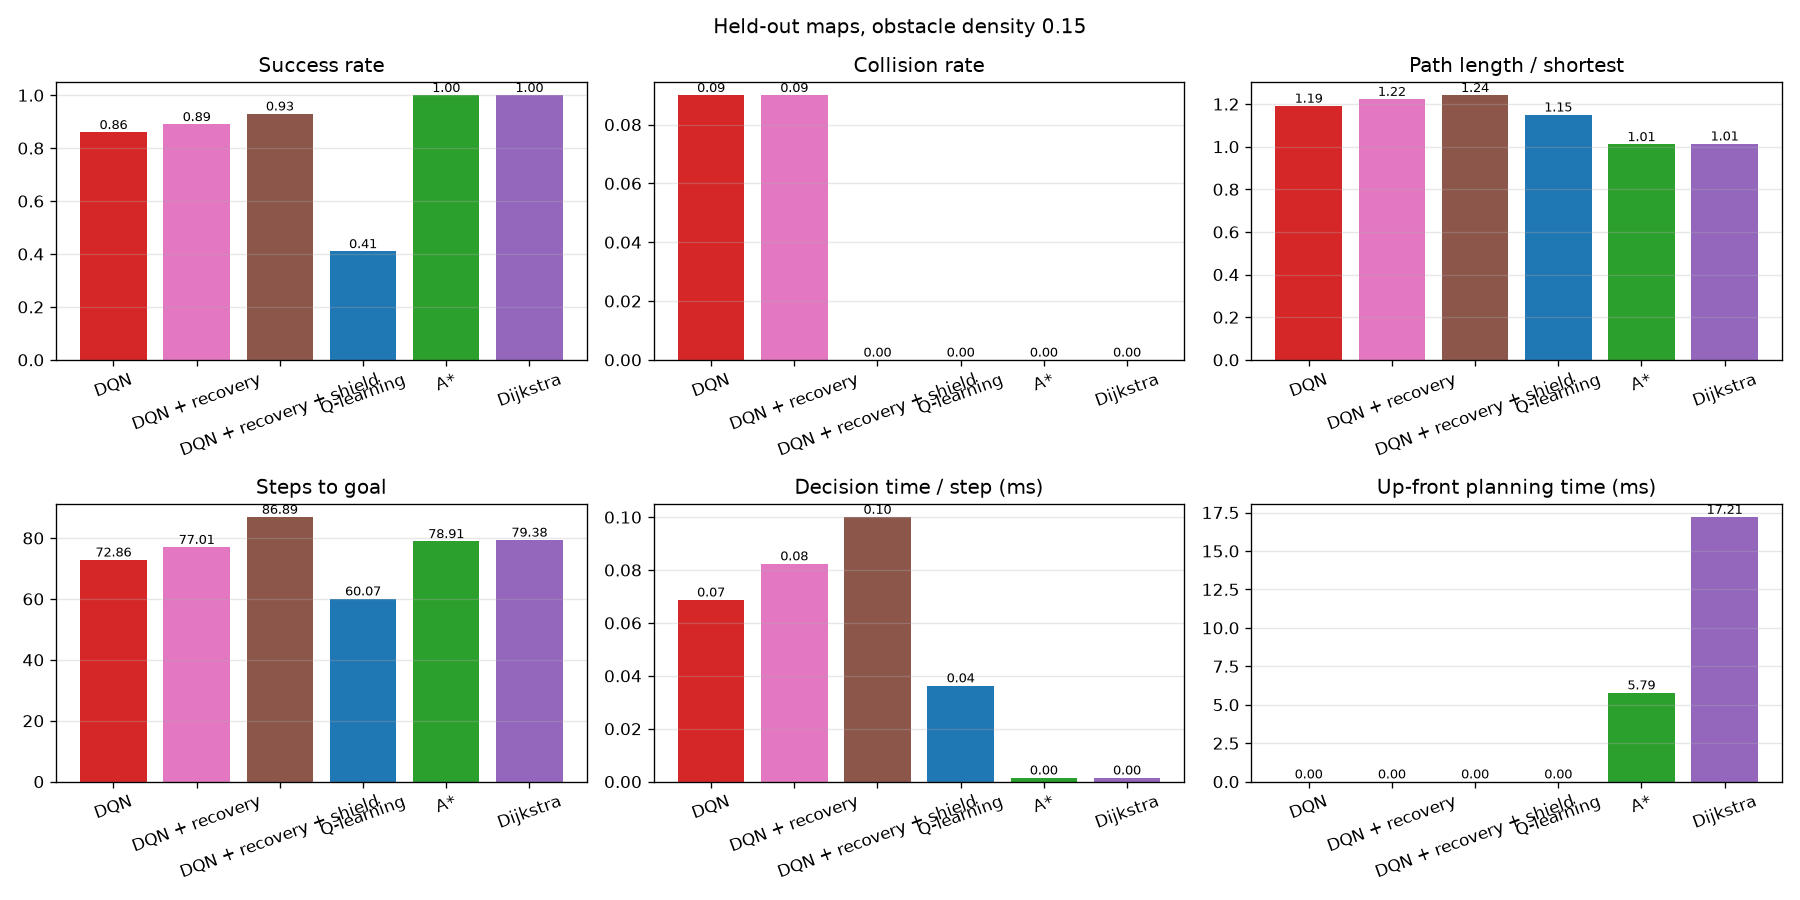 Held-out maps, obstacle density 0.15
Success rate
1.0
0.8
0.6
0.4
0.2
0.0
0.86
0.89
0.93
0.41
1.00
1.00
DQN
DQN + recovery
DQN + recovery + shield
Q-learning
A*
Dijkstra
Collision rate
0.08
0.06
0.04
0.02
0.00
0.09
0.09
0.00
0.00
0.00
0.00
DQN
DQN + recovery
DQN + recovery + shield
Q-learning
A*
Dijkstra
Path length / shortest
1.2
1.0
0.8
0.6
0.4
0.2
0.0
1.19
1.22
1.24
1.15
1.01
1.01
DQN
DQN + recovery
DQN + recovery + shield
Q-learning
A*
Dijkstra
Steps to goal
80
60
40
20
0
72.86
77.01
86.89
60.07
78.91
79.38
DQN
DQN + recovery
DQN + recovery + shield
Q-learning
A*
Dijkstra
Decision time / step (ms)
0.10
0.08
0.06
0.04
0.02
0.00
0.07
0.08
0.10
0.04
0.00
0.00
DQN
DQN + recovery
DQN + recovery + shield
Q-learning
A*
Dijkstra
Up-front planning time (ms)
17.5
15.0
12.5
10.0
7.5
5.0
2.5
0.0
0.00
0.00
0.00
0.00
5.79
17.21
DQN
DQN + recovery
DQN + recovery + shield
Q-learning
A*
Dijkstra